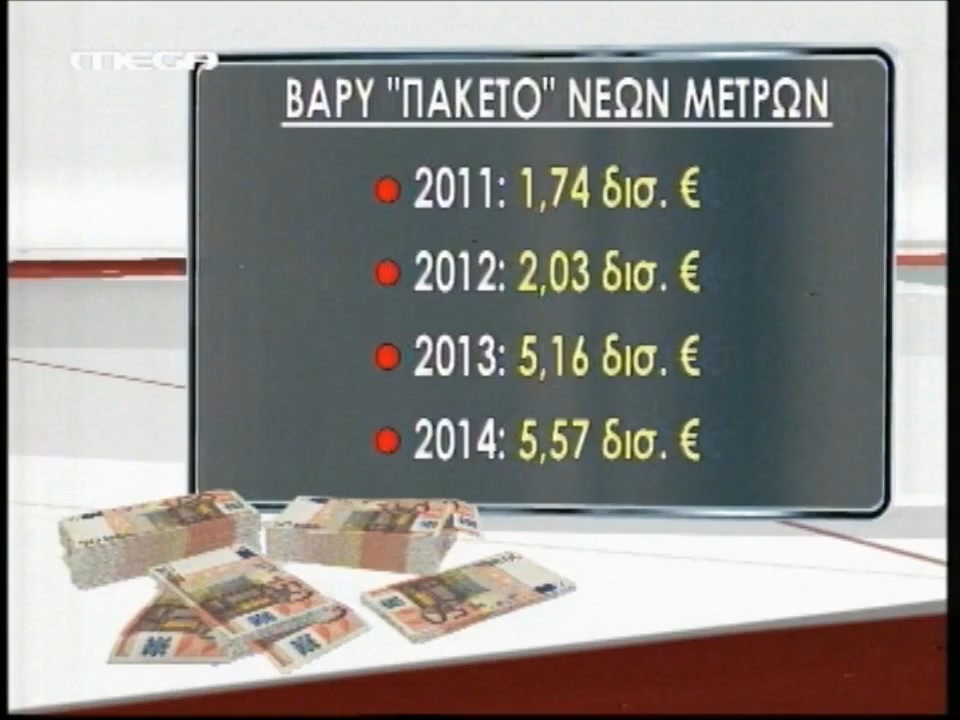 MEGA
ΒΑΡΥ "ΠΑΚΕΤΟ" ΝΕΩΝ ΜΕΤΡΩΝ
2011: 1,74 δισ. €
2012: 2,03 δισ. €
2013: 5,16 δισ. €
2014: 5,57 δισ. €